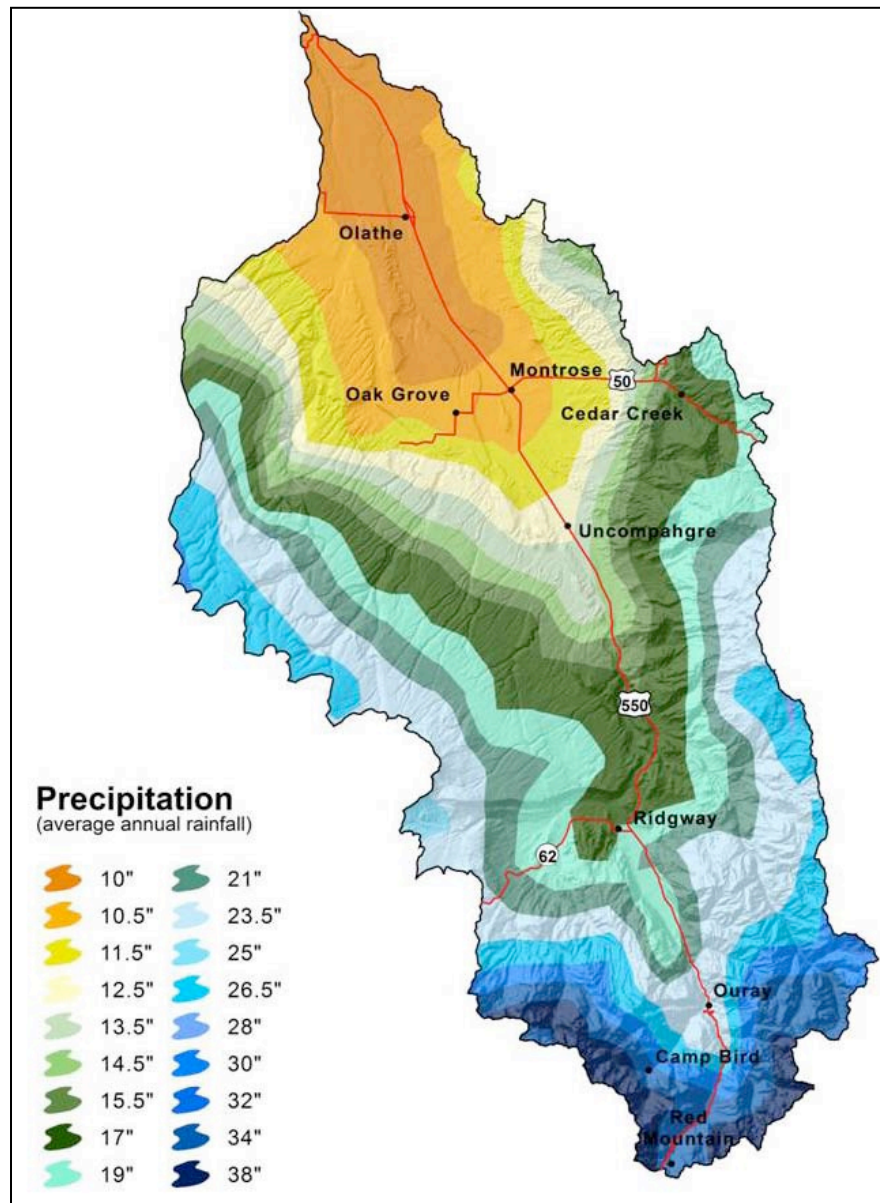 Olathe
Montrose
50
Oak Grove
Cedar Creek
Uncompahgre
550
Precipitation
(average annual rainfall)
Ridgway
62
10"
21"
10.5"
23.5"
11.5"
25"
12.5"
26.5"
13.5"
28"
14.5"
30"
15.5"
32"
17"
34"
19"
38"
Ouray
Camp Bird
Red
Mountain